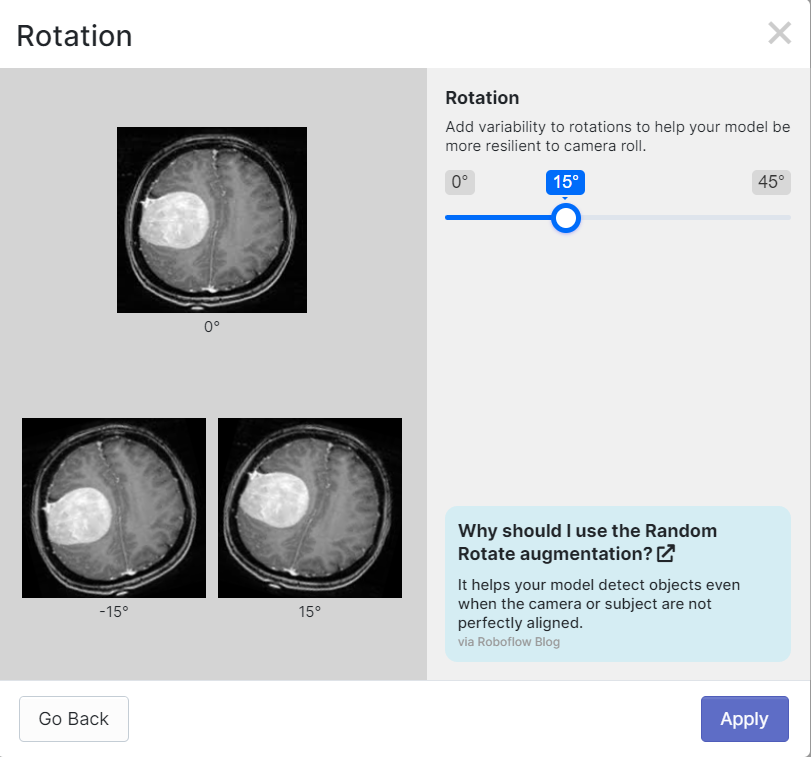 Rotation
0°
-15°
15°
Rotation
Add variability to rotations to help your model be
more resilient to camera roll.
0°
15°
45°
Why should I use the Random
Rotate augmentation?
It helps your model detect objects even
when the camera or subject are not
perfectly aligned.
via Roboflow Blog
Go Back
Apply